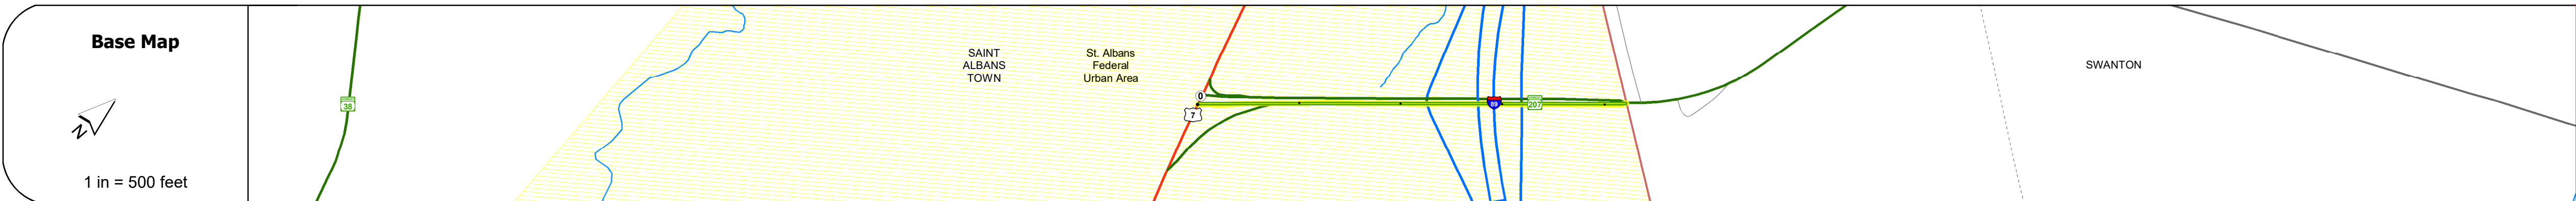 Base Map
N
1 in = 500 feet
38
SAINT
ALBANS
TOWN
St. Albans
Federal
Urban Area
0
7
89
207
SWANTON